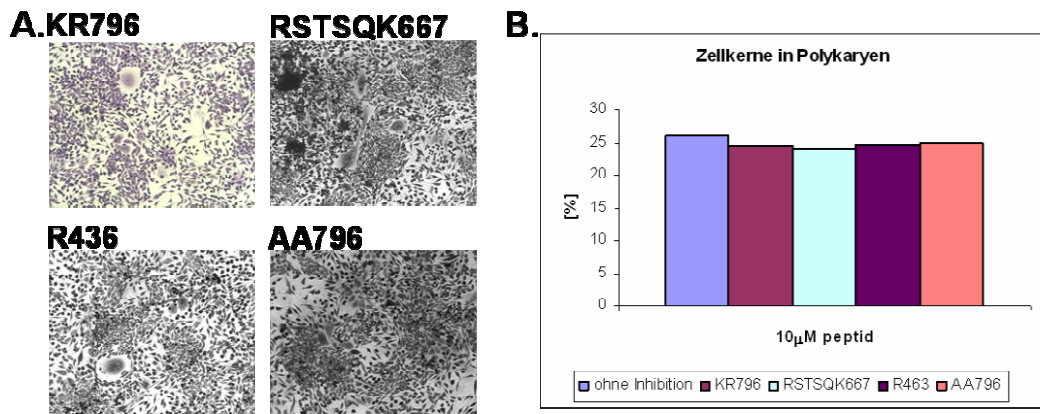 A. KR796
RSTSQK667
R436
AA796
B.
Zellkerne in Polykaryen
[%]
30
25
20
15
10
5
0
10µM peptid
ohne Inhibition KR796 RSTSQK667 R463 AA796